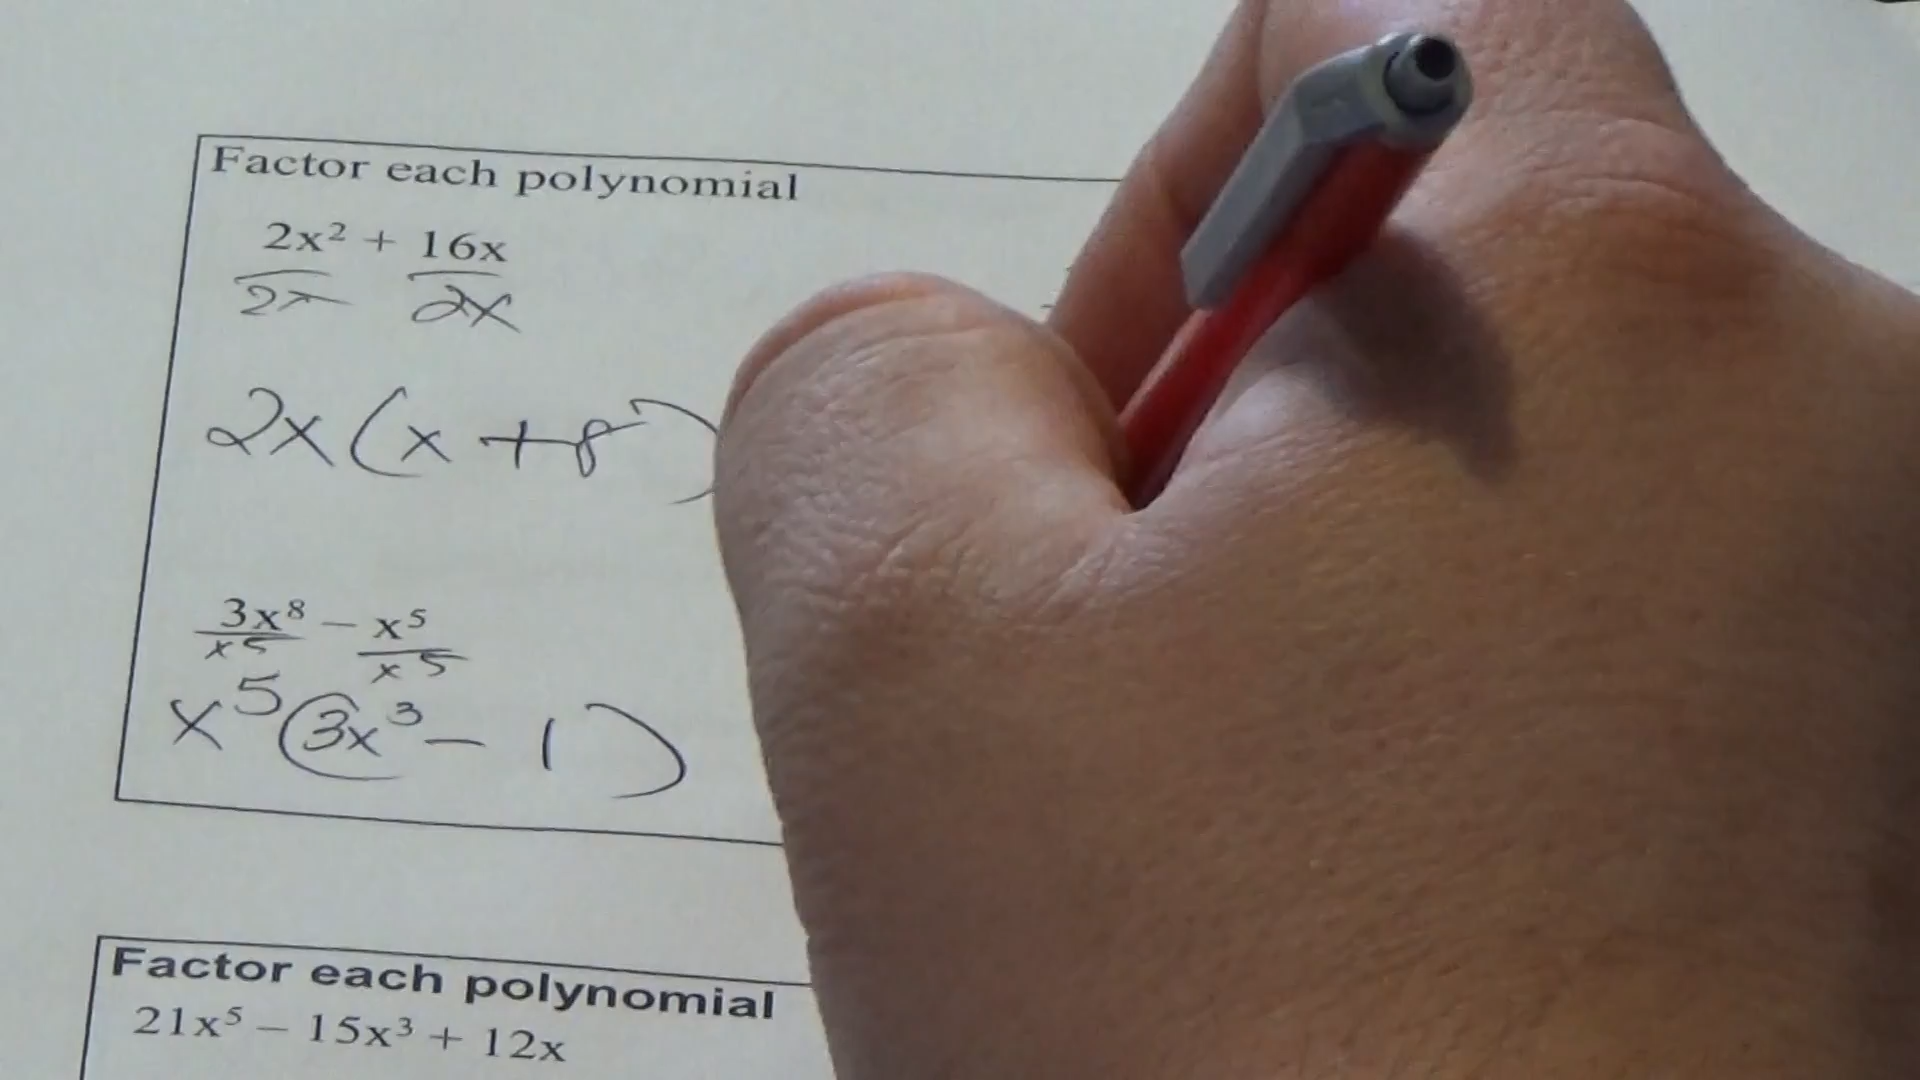 Factor each polynomial
2x² + 16x
2x 2x
2x(x + 8)
3x⁸ − x⁵
x⁵ x⁵
x⁵(3x³ − 1)
Factor each polynomial
21x⁵ − 15x³ + 12x